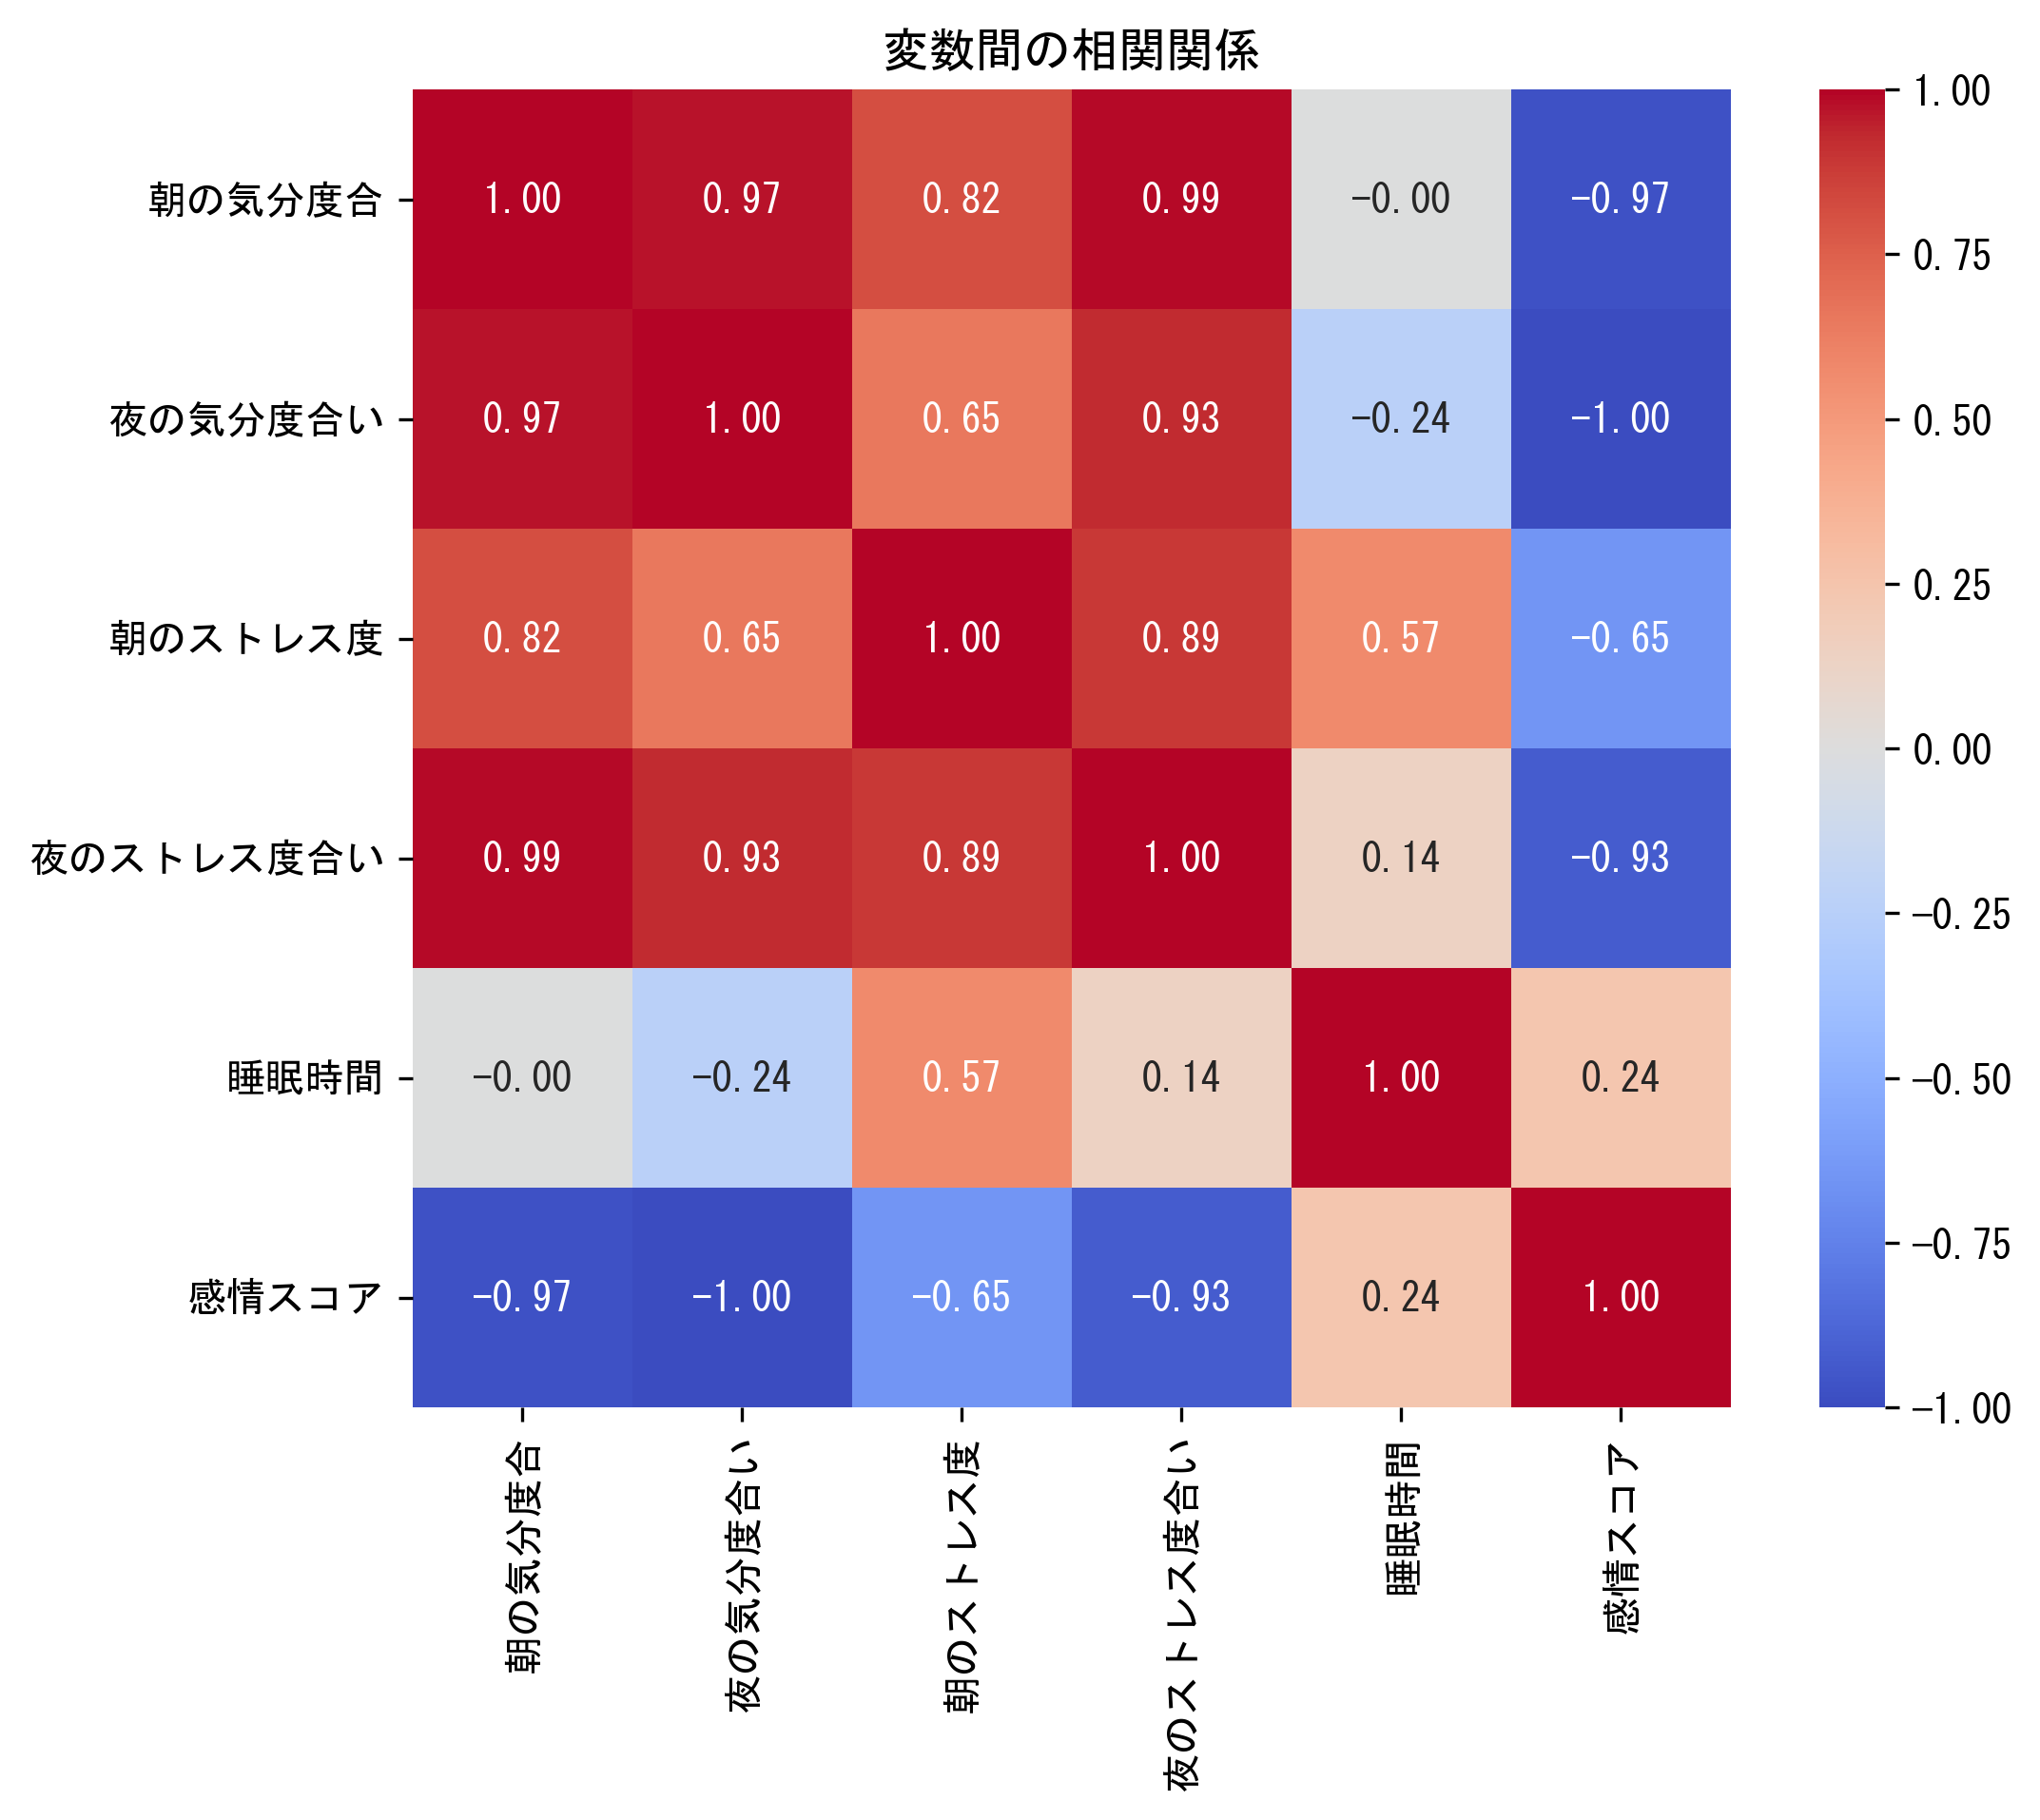 変数間の相関関係
朝の気分度合 1.00 0.97 0.82 0.99 −0.00 −0.97
夜の気分度合い 0.97 1.00 0.65 0.93 −0.24 −1.00
朝のストレス度 0.82 0.65 1.00 0.89 0.57 −0.65
夜のストレス度合い 0.99 0.93 0.89 1.00 0.14 −0.93
睡眠時間 −0.00 −0.24 0.57 0.14 1.00 0.24
感情スコア −0.97 −1.00 −0.65 −0.93 0.24 1.00
朝の気分度合
夜の気分度合い
朝のストレス度
夜のストレス度合い
睡眠時間
感情スコア
1.00
0.75
0.50
0.25
0.00
−0.25
−0.50
−0.75
−1.00